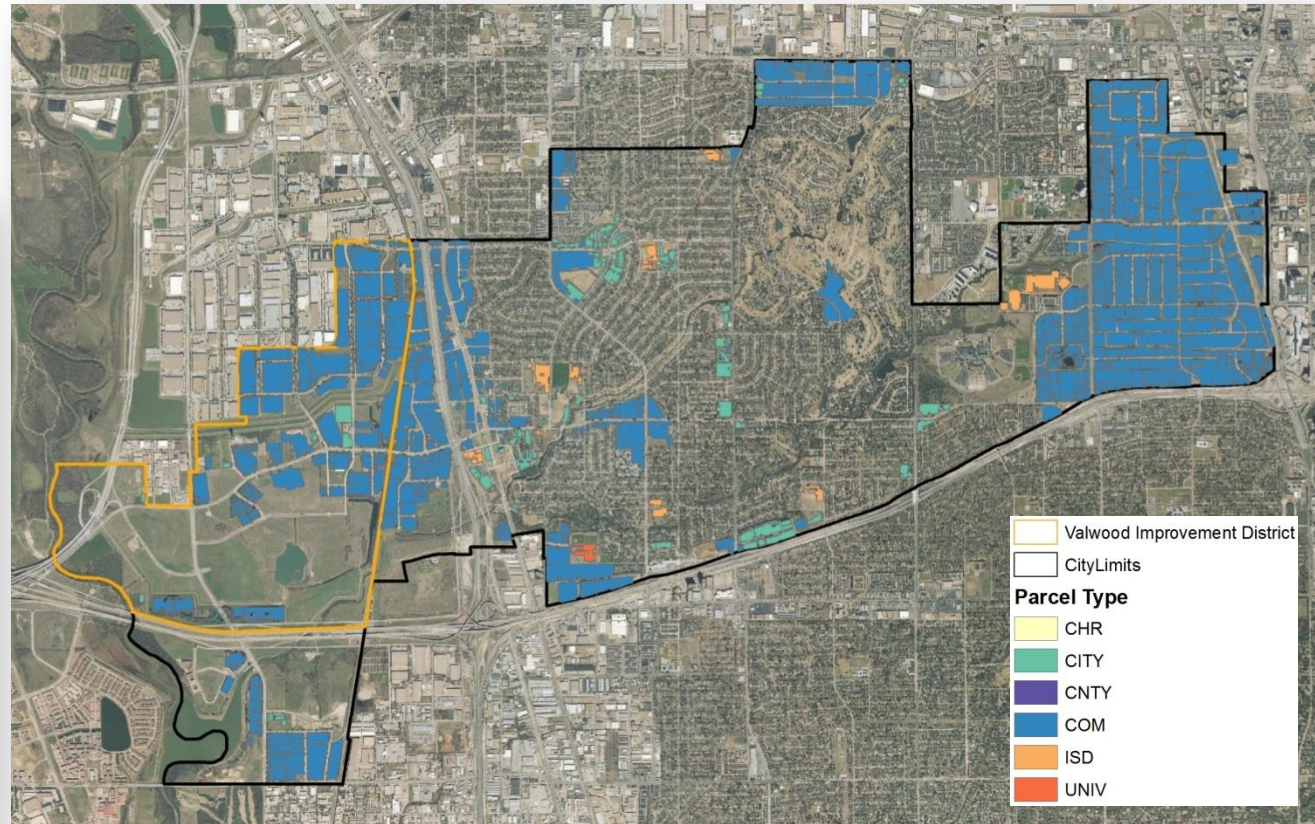 Valwood Improvement District
CityLimits
Parcel Type
CHR
CITY
CNTY
COM
ISD
UNIV